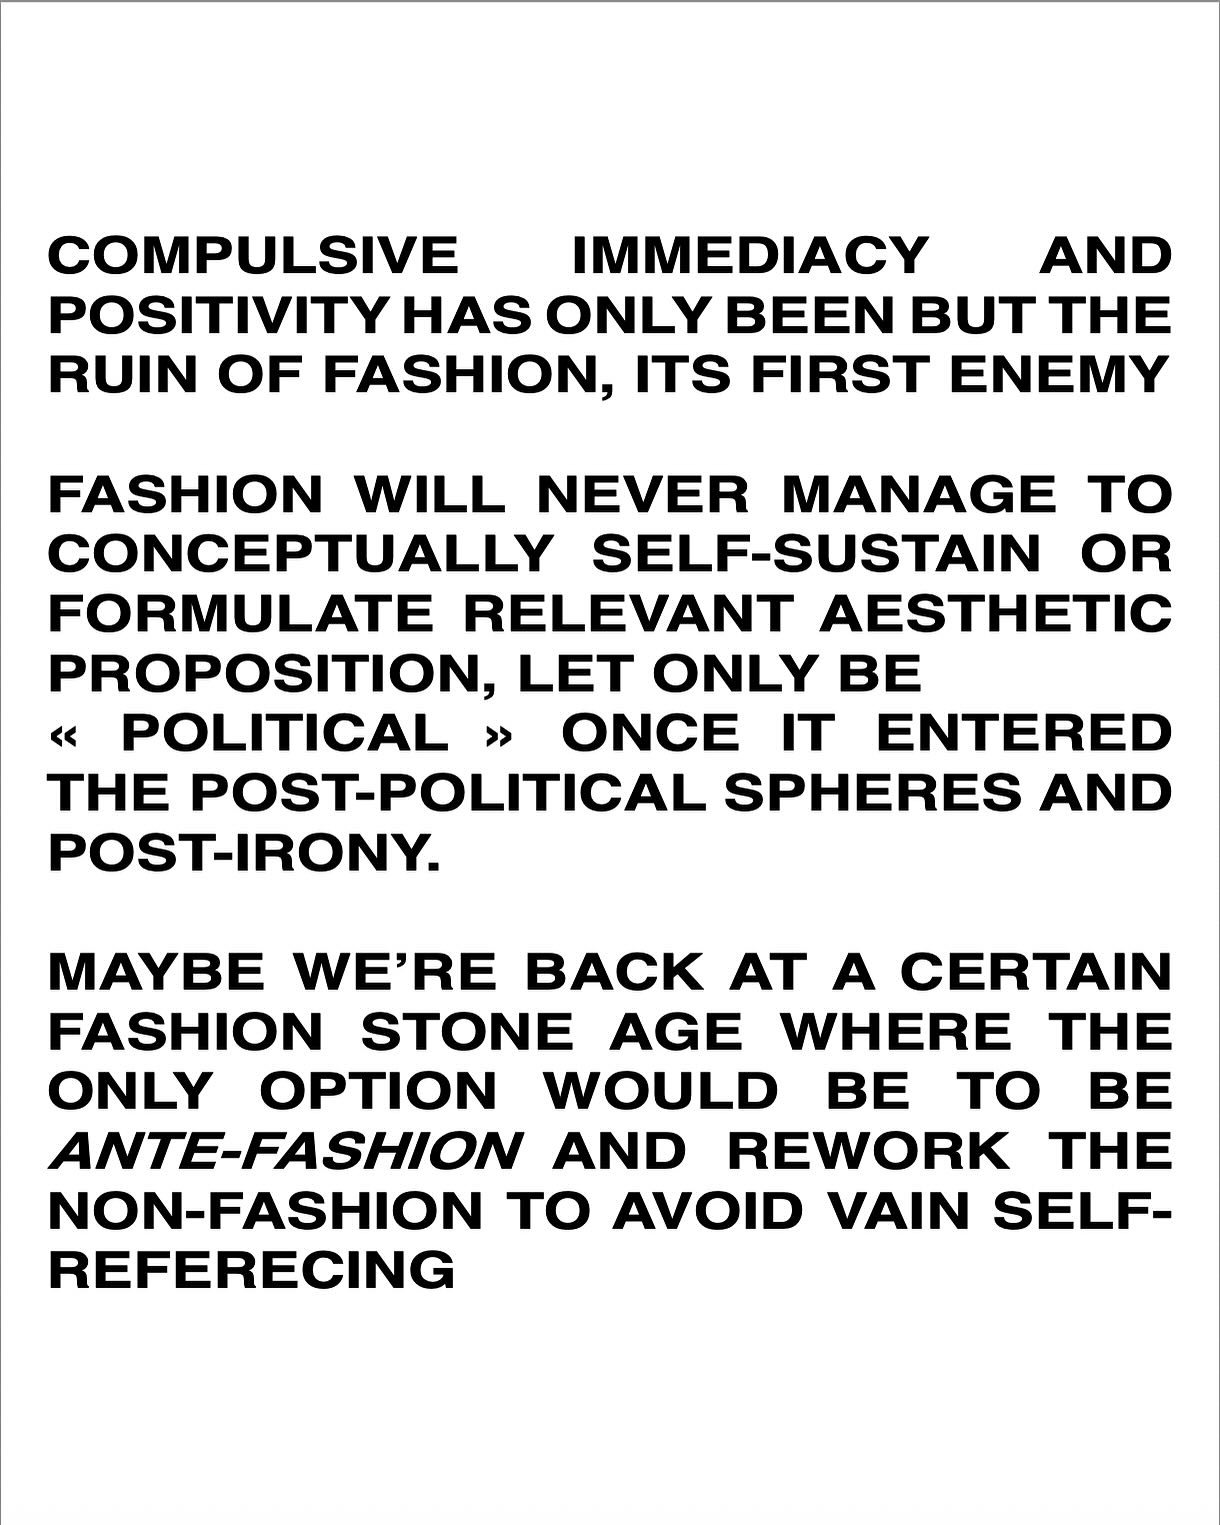 COMPULSIVE IMMEDIACY AND
POSITIVITY HAS ONLY BEEN BUT THE
RUIN OF FASHION, ITS FIRST ENEMY
FASHION WILL NEVER MANAGE TO
CONCEPTUALLY SELF-SUSTAIN OR
FORMULATE RELEVANT AESTHETIC
PROPOSITION, LET ONLY BE
« POLITICAL » ONCE IT ENTERED
THE POST-POLITICAL SPHERES AND
POST-IRONY.
MAYBE WE’RE BACK AT A CERTAIN
FASHION STONE AGE WHERE THE
ONLY OPTION WOULD BE TO BE
ANTE-FASHION AND REWORK THE
NON-FASHION TO AVOID VAIN SELF-
REFERECING